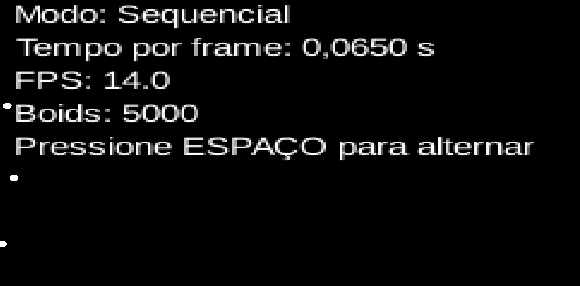 Modo: Sequencial
Tempo por frame: 0,0650 s
FPS: 14.0
Boids: 5000
Pressione ESPAÇO para alternar